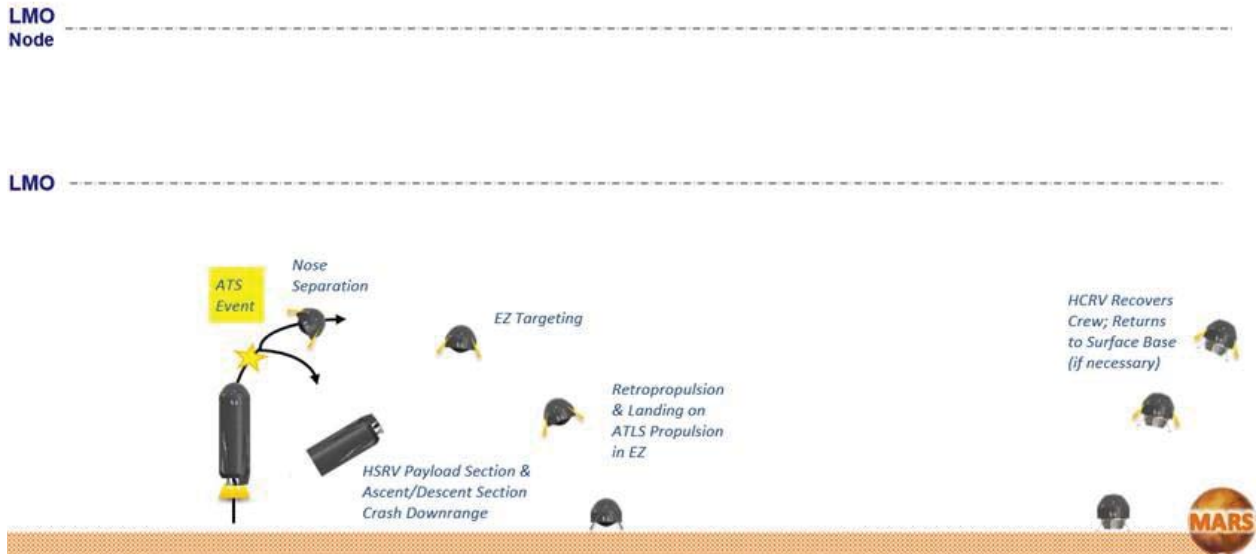 LMO
Node
LMO
ATS
Event
Nose
Separation
EZ Targeting
HCRV Recovers
Crew; Returns
to Surface Base
(if necessary)
Retropropulsion
& Landing on
ATLS Propulsion
in EZ
HSRV Payload Section &
Ascent/Descent Section
Crash Downrange
MARS